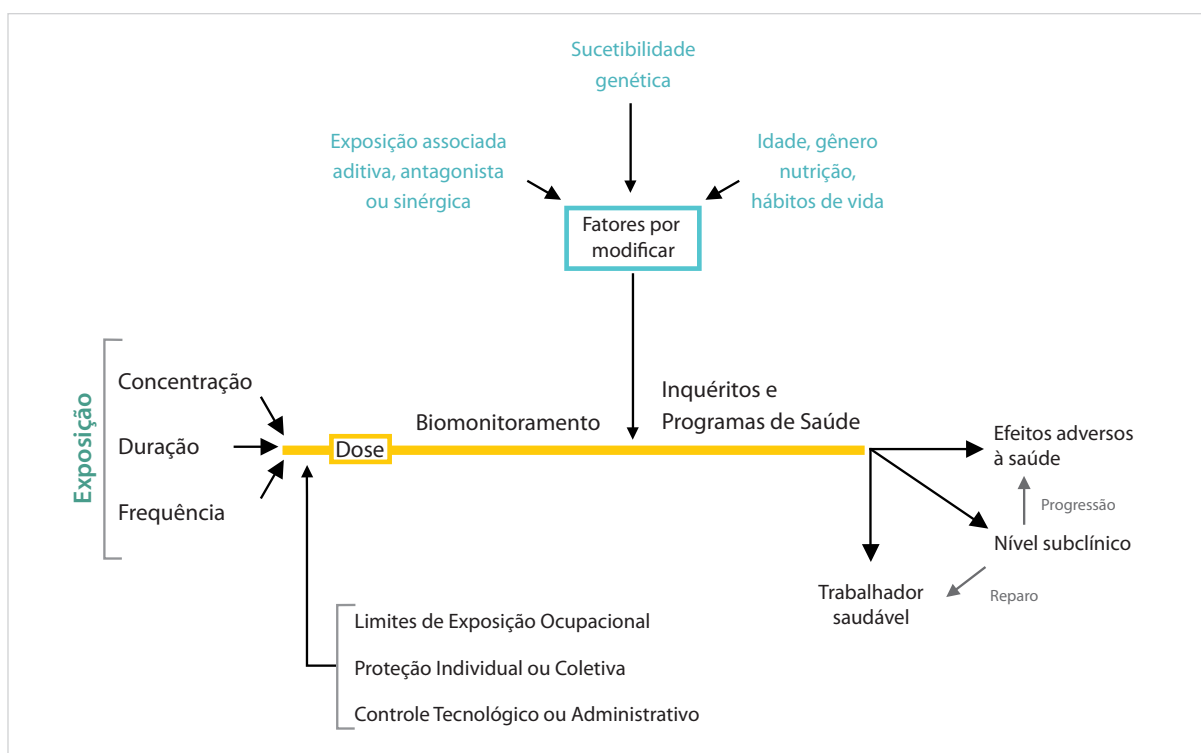 Sucetibilidade
genética
Exposição associada
aditiva, antagonista
ou sinérgica
Idade, gênero
nutrição,
hábitos de vida
Fatores por
modificar
Exposição
Concentração
Duração
Frequência
Dose
Biomonitoramento
Inquéritos e
Programas de Saúde
Efeitos adversos
à saúde
Progressão
Nível subclínico
Reparo
Trabalhador
saudável
Limites de Exposição Ocupacional
Proteção Individual ou Coletiva
Controle Tecnológico ou Administrativo